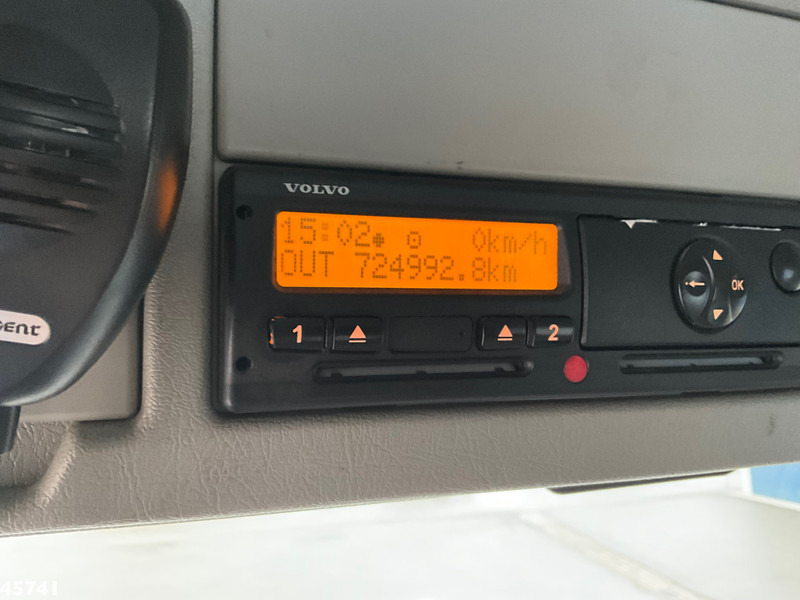 VOLVO
15:02 0km/h
OUT 724992.8km
1 2
OK
ent
45741